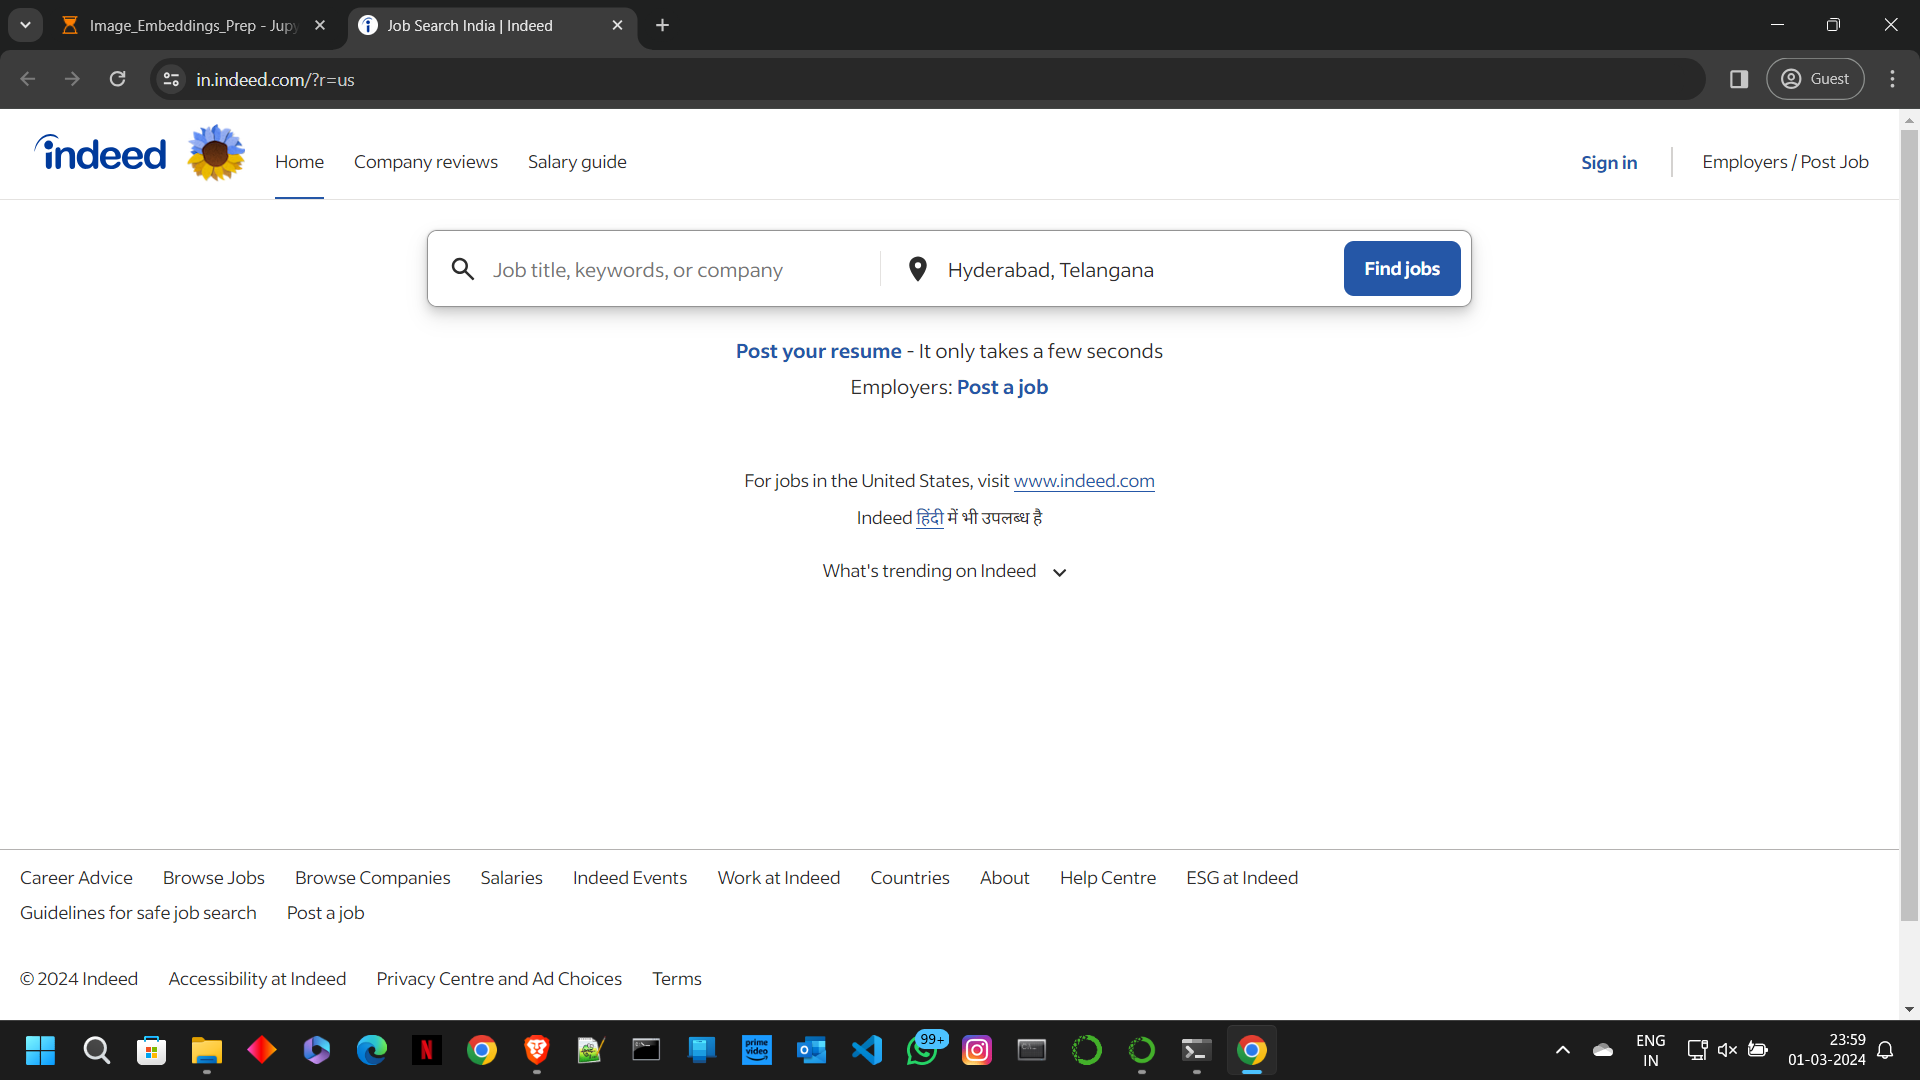 Image_Embeddings_Prep - Jupy
Job Search India | Indeed
in.indeed.com/?r=us
Guest
indeed
Home
Company reviews
Salary guide
Sign in
Employers / Post Job
Job title, keywords, or company
Hyderabad, Telangana
Find jobs
Post your resume - It only takes a few seconds
Employers: Post a job
For jobs in the United States, visit www.indeed.com
Indeed हिंदी में भी उपलब्ध है
What's trending on Indeed
Career Advice Browse Jobs Browse Companies Salaries Indeed Events Work at Indeed Countries About Help Centre ESG at Indeed
Guidelines for safe job search Post a job
© 2024 Indeed Accessibility at Indeed Privacy Centre and Ad Choices Terms
prime video
99+
ENG
IN
23:59
01-03-2024